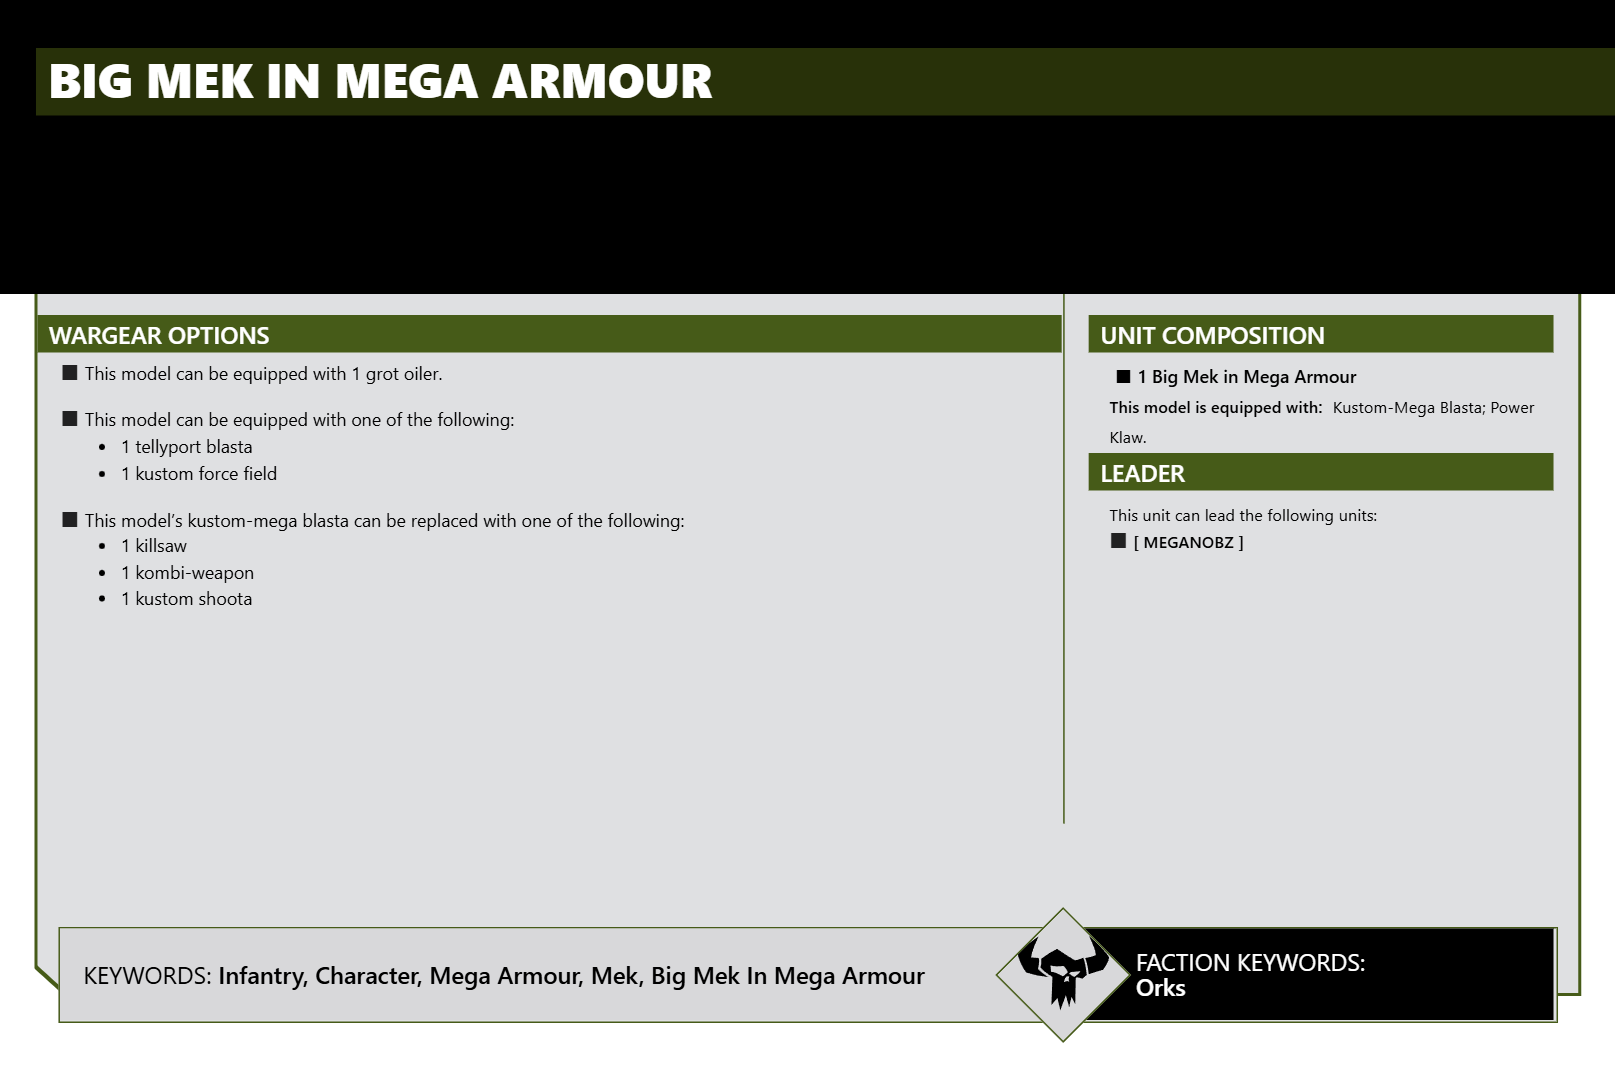 BIG MEK IN MEGA ARMOUR
WARGEAR OPTIONS
■ This model can be equipped with 1 grot oiler.
■ This model can be equipped with one of the following:
• 1 tellyport blasta
• 1 kustom force field
■ This model’s kustom-mega blasta can be replaced with one of the following:
• 1 killsaw
• 1 kombi-weapon
• 1 kustom shoota
UNIT COMPOSITION
■ 1 Big Mek in Mega Armour
This model is equipped with: Kustom-Mega Blasta; Power
Klaw.
LEADER
This unit can lead the following units:
■ [ MEGANOBZ ]
KEYWORDS: Infantry, Character, Mega Armour, Mek, Big Mek In Mega Armour
FACTION KEYWORDS:
Orks